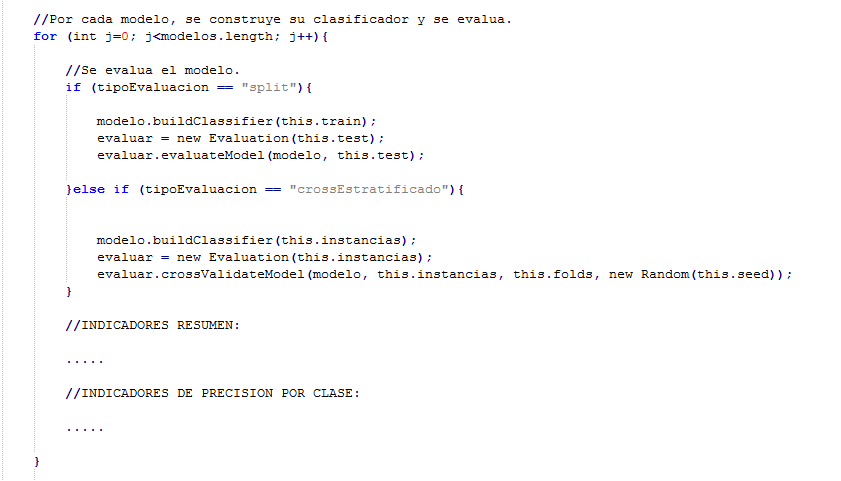 //Por cada modelo, se construye su clasificador y se evalua.
for (int j=0; j<modelos.length; j++){
//Se evalua el modelo.
if (tipoEvaluacion == "split"){
modelo.buildClassifier(this.train);
evaluar = new Evaluation(this.test);
evaluar.evaluateModel(modelo, this.test);
}else if (tipoEvaluacion == "crossEstratificado"){
modelo.buildClassifier(this.instancias);
evaluar = new Evaluation(this.instancias);
evaluar.crossValidateModel(modelo, this.instancias, this.folds, new Random(this.seed));
}
//INDICADORES RESUMEN:
.....
//INDICADORES DE PRECISION POR CLASE:
.....
}